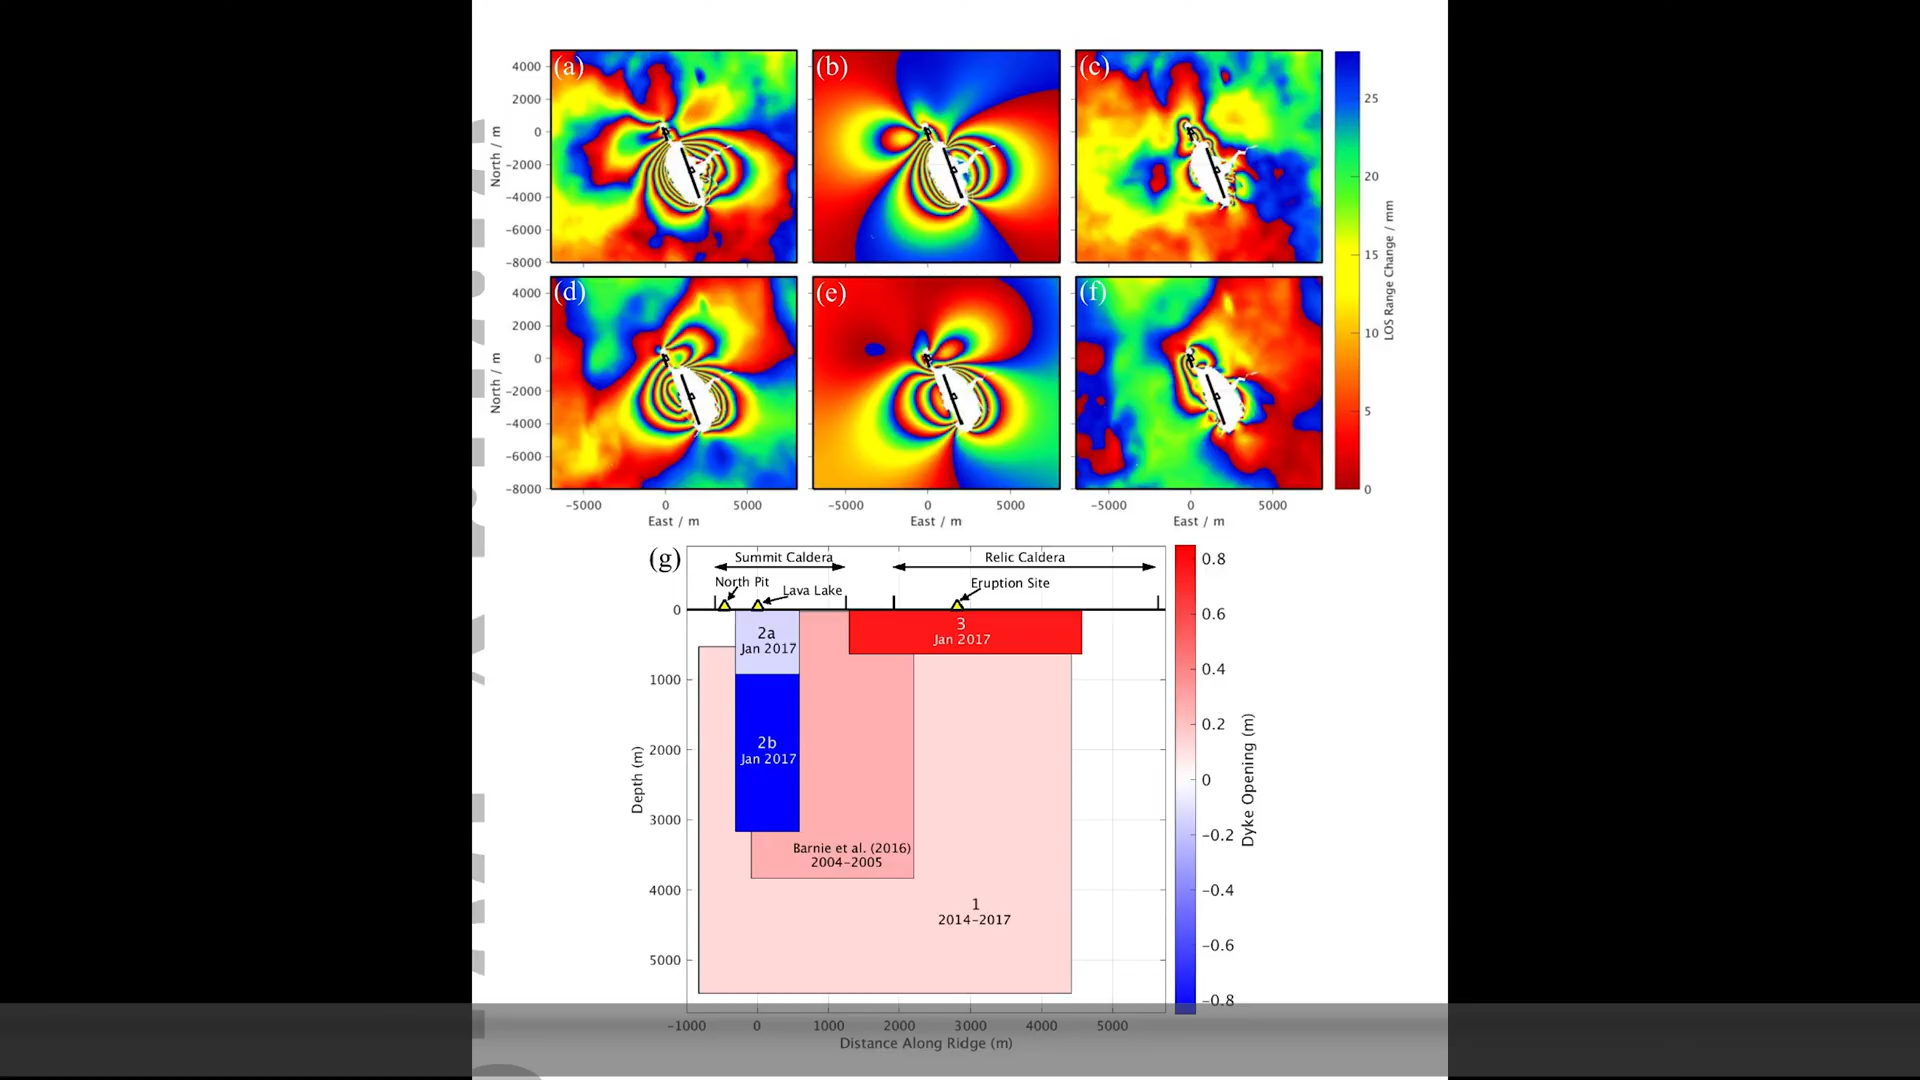 (a)
(b)
(c)
4000
2000
0
−2000
−4000
−6000
−8000
North / m
25
20
15
10
5
0
LOS Range Change / mm
(d)
(e)
(f)
4000
2000
0
−2000
−4000
−6000
−8000
North / m
−5000 0 5000
−5000 0 5000
−5000 0 5000
East / m
East / m
East / m
(g)
Summit Caldera
Relic Caldera
North Pit
Lava Lake
Eruption Site
0
1000
2000
3000
4000
5000
Depth (m)
2a
Jan 2017
3
Jan 2017
2b
Jan 2017
Barnie et al. (2016)
2004−2005
1
2014−2017
0.8
0.6
0.4
0.2
0
−0.2
−0.4
−0.6
−0.8
Dyke Opening (m)
−1000 0 1000 2000 3000 4000 5000
Distance Along Ridge (m)